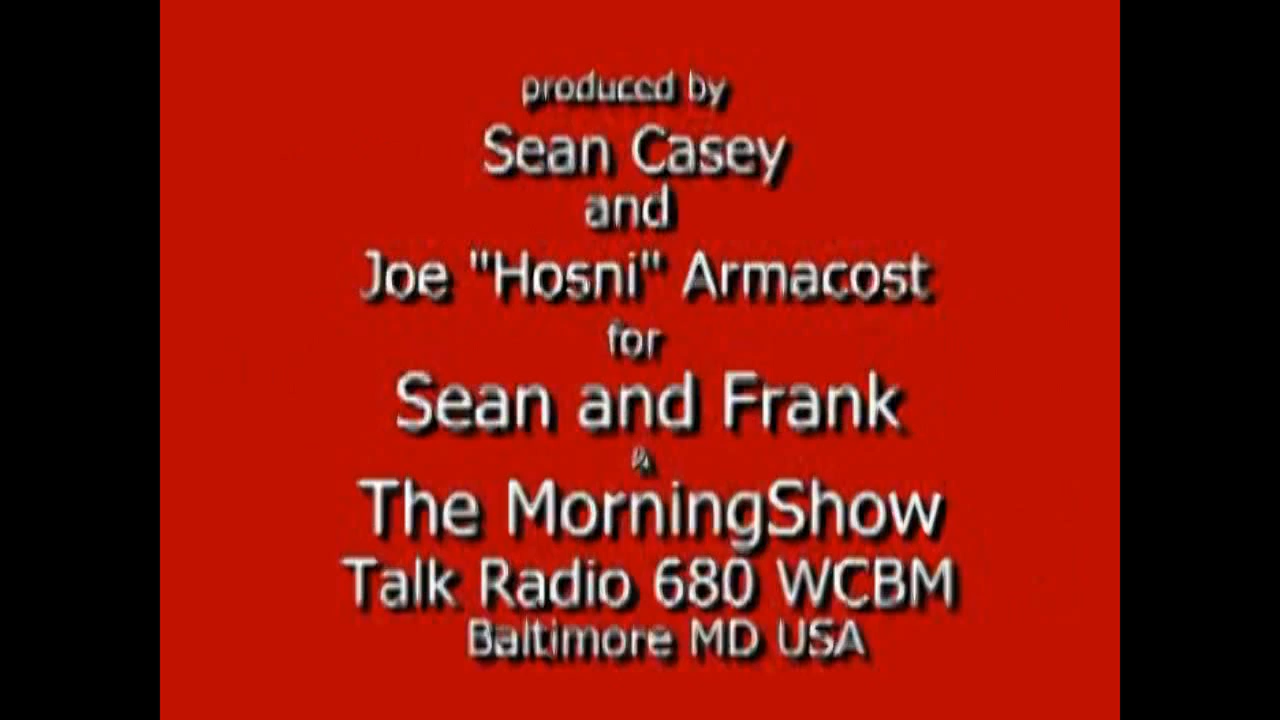 produced by
Sean Casey
and
Joe "Hosni" Armacost
for
Sean and Frank
&
The MorningShow
Talk Radio 680 WCBM
Baltimore MD USA